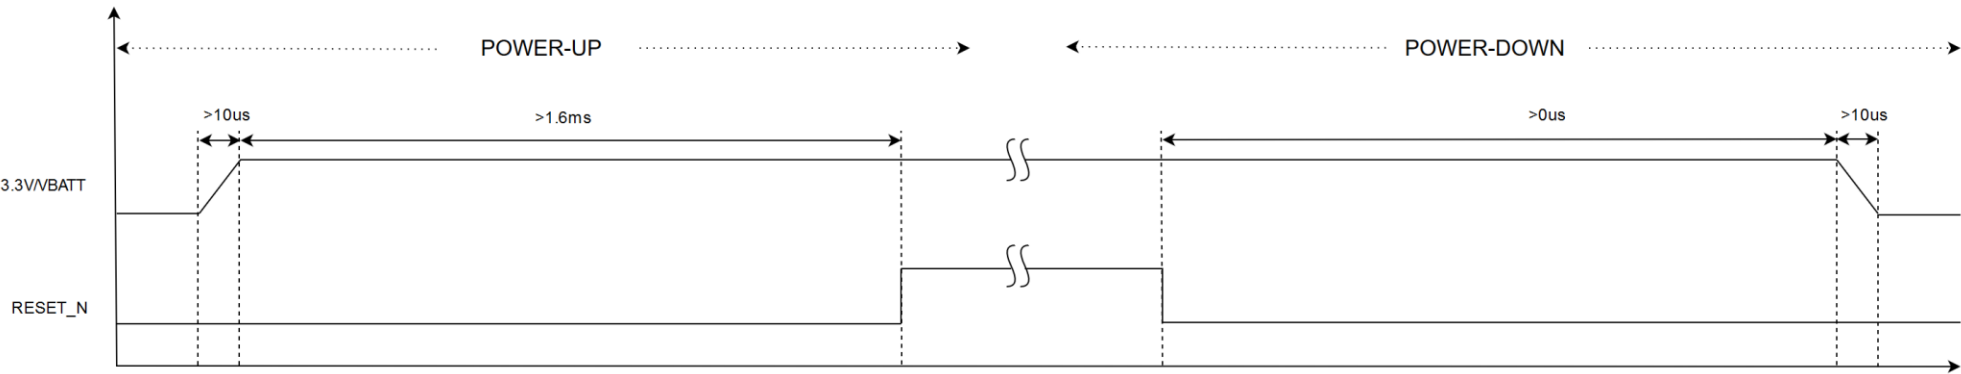 POWER-UP
POWER-DOWN
>10us
>1.6ms
>0us
>10us
3.3V/VBATT
RESET_N